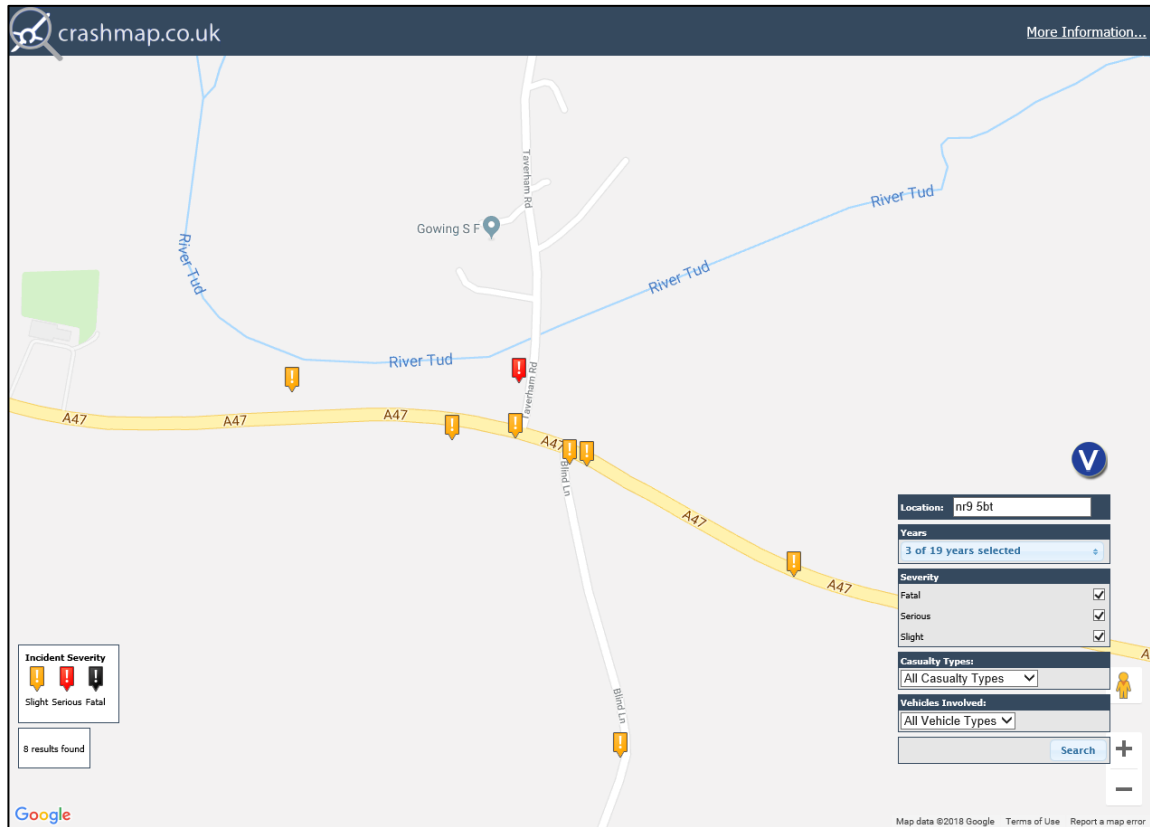 crashmap.co.uk
More Information...
Taverham Rd
River Tud
Gowing S F
River Tud
River Tud
River Tud
Taverham Rd
A47
A47
A47
A47
Blind Ln
A47
A47
A
Blind Ln
Location: nr9 5bt
Years
3 of 19 years selected
Severity
Fatal
Serious
Slight
Casualty Types:
All Casualty Types
Vehicles Involved:
All Vehicle Types
Search
V
Incident Severity
Slight Serious Fatal
8 results found
Google
Map data ©2018 Google Terms of Use Report a map error